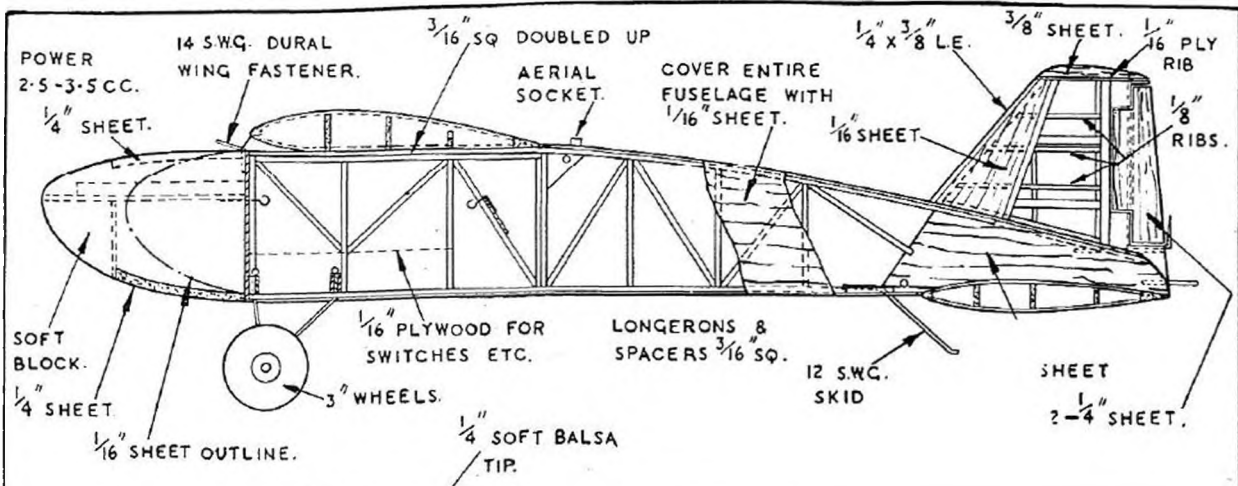 POWER
2·5-3·5CC.
1/4" SHEET.
14 S.W.G. DURAL
WING FASTENER.
3/16" SQ DOUBLED UP
AERIAL
SOCKET.
COVER ENTIRE
FUSELAGE WITH
1/16" SHEET.
1/4" X 3/8" L.E.
3/8" SHEET.
1/16" PLY
RIB
1/16" SHEET
1/8"
RIBS.
SOFT
BLOCK.
1/4" SHEET
1/16" SHEET OUTLINE.
3" WHEELS.
1/16" PLYWOOD FOR
SWITCHES ETC.
LONGERONS &
SPACERS 3/16" SQ.
12 S.W.G.
SKID
SHEET
2-1/4" SHEET.
1/4" SOFT BALSA
TIP.